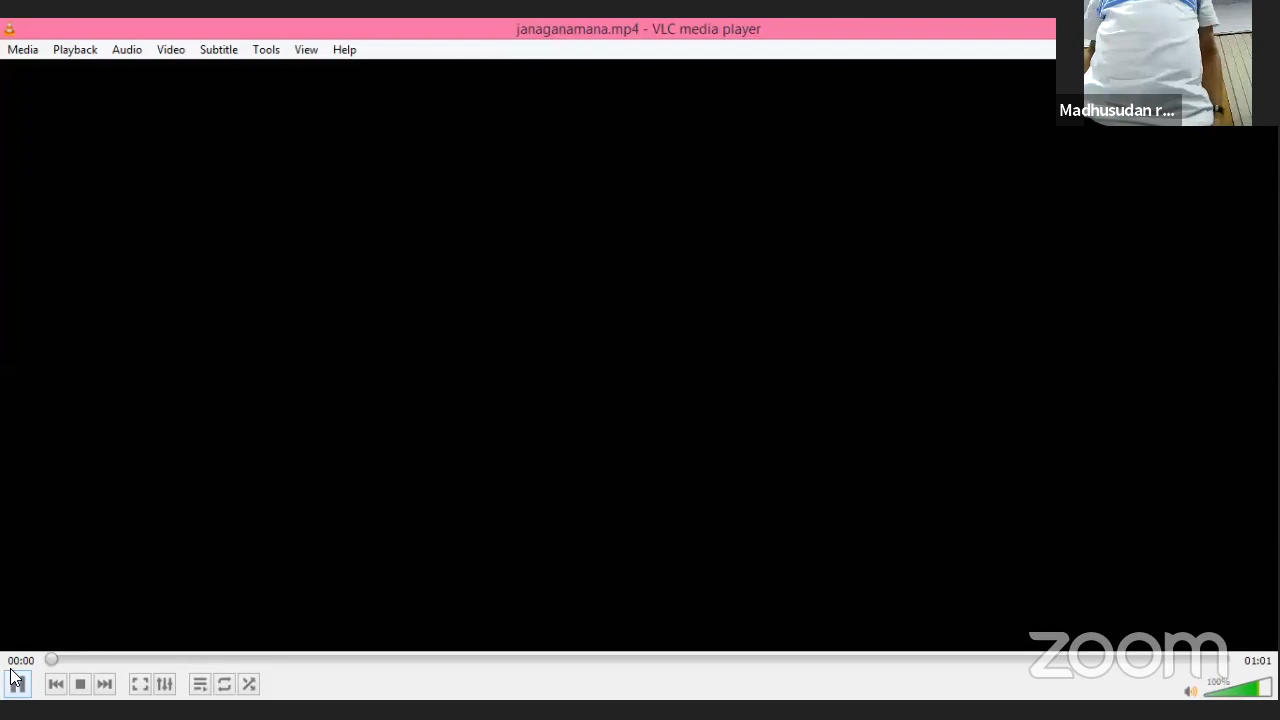 janaganamana.mp4 - VLC media player
Media Playback Audio Video Subtitle Tools View Help
Madhusudan r...
00:00
01:01
100%
zoom